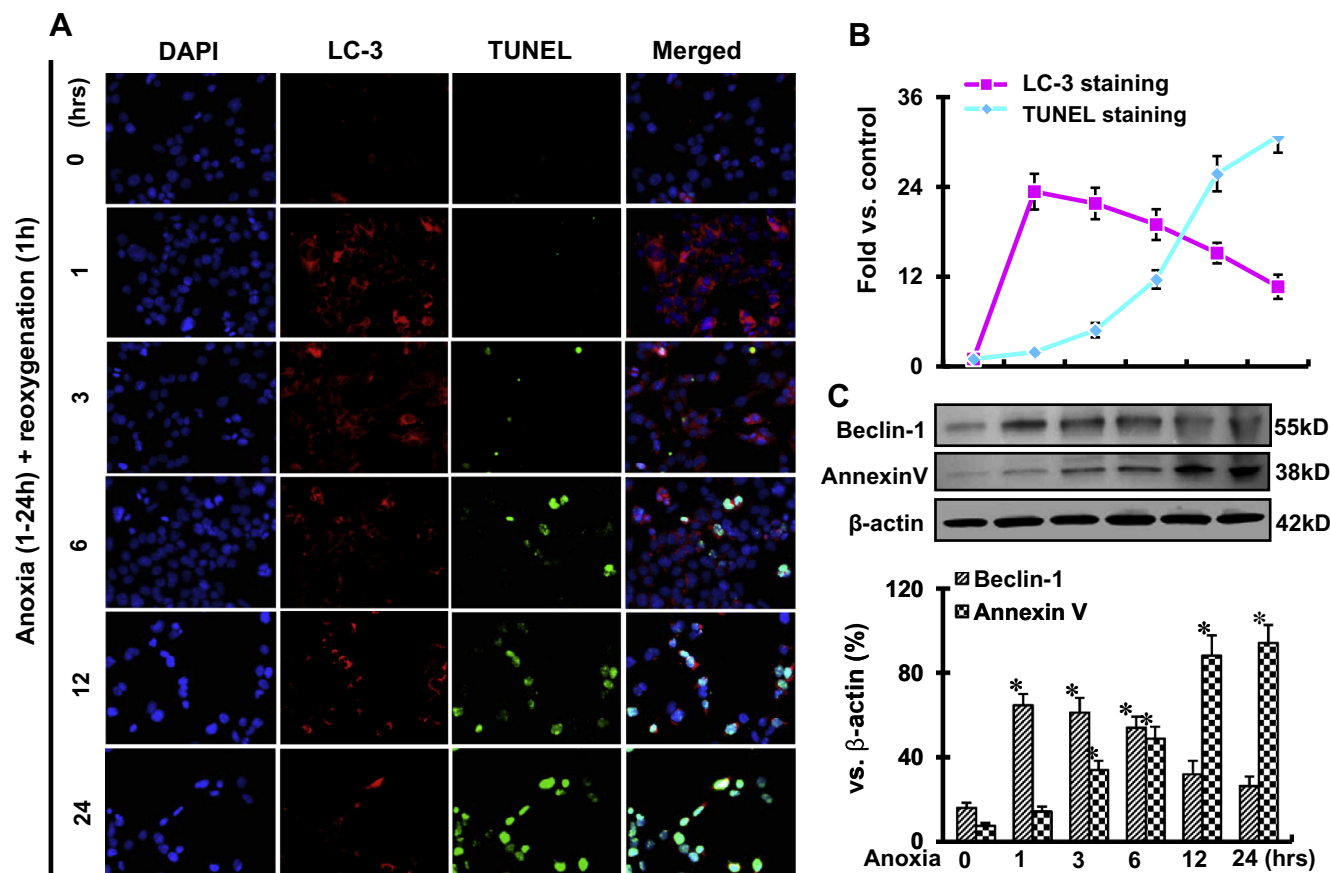 A
DAPI LC-3 TUNEL Merged
Anoxia (1-24h) + reoxygenation (1h)
(hrs)
0
1
3
6
12
24
B
LC-3 staining
TUNEL staining
Fold vs. control
36
24
12
0
C
Beclin-1 55kD
AnnexinV 38kD
β-actin 42kD
Beclin-1
Annexin V
vs. β-actin (%)
120
80
40
0
* * * * * * *
Anoxia 0 1 3 6 12 24 (hrs)